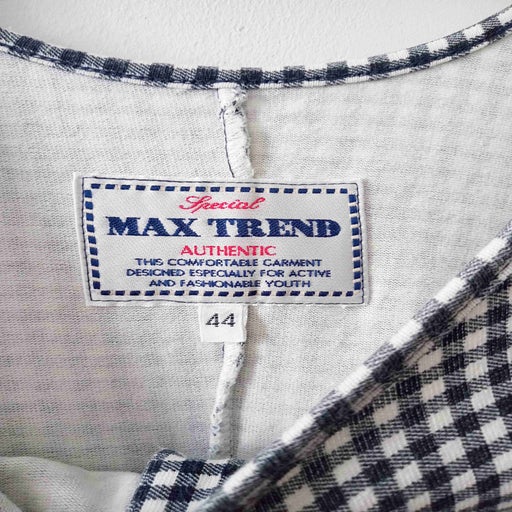 Special
MAX TREND
AUTHENTIC
THIS COMFORTABLE GARMENT
DESIGNED ESPECIALLY FOR ACTIVE
AND FASHIONABLE YOUTH
44